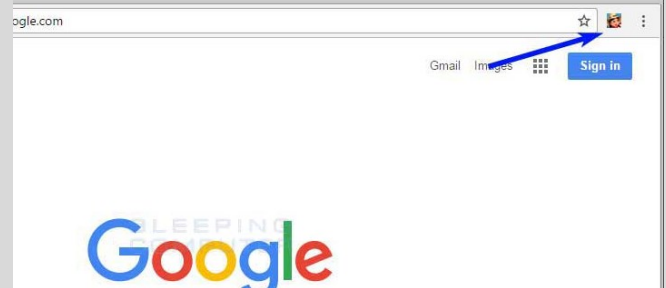 ogle.com
Gmail Images Sign in
BLEEPING
COMPUTER
Google